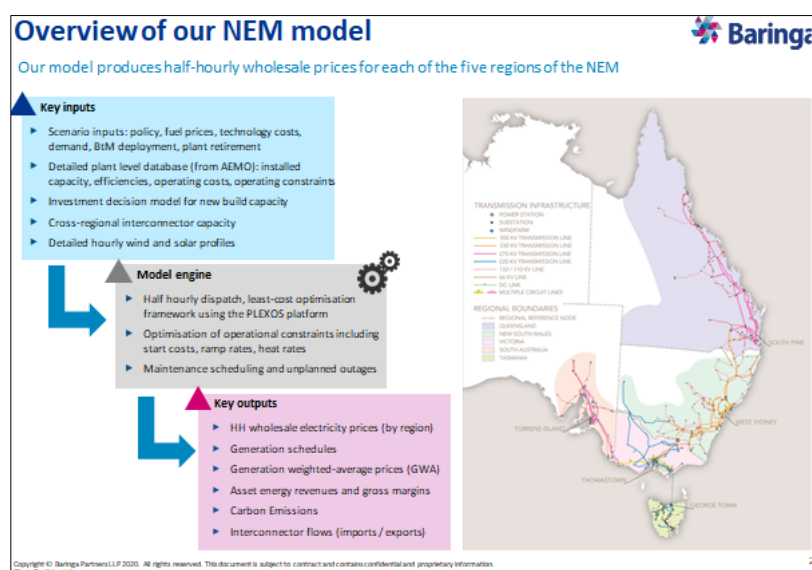 Overview of our NEM model
Baringa
Our model produces half-hourly wholesale prices for each of the five regions of the NEM
Key inputs
Scenario inputs: policy, fuel prices, technology costs,
demand, BtM deployment, plant retirement
Detailed plant level database (from AEMO): installed
capacity, efficiencies, operating costs, operating constraints
Investment decision model for new build capacity
Cross-regional interconnector capacity
Detailed hourly wind and solar profiles
Model engine
Half hourly dispatch, least-cost optimisation
framework using the PLEXOS platform
Optimisation of operational constraints including
start costs, ramp rates, heat rates
Maintenance scheduling and unplanned outages
Key outputs
HH wholesale electricity prices (by region)
Generation schedules
Generation weighted-average prices (GWA)
Asset energy revenues and gross margins
Carbon Emissions
Interconnector flows (imports / exports)
TRANSMISSION INFRASTRUCTURE
POWER STATION
SUBSTATION
WINDFARM
500 KV TRANSMISSION LINE
330 KV TRANSMISSION LINE
275 KV TRANSMISSION LINE
220 KV TRANSMISSION LINE
132 / 110 KV LINE
66 KV LINE
DC LINK
MULTIPLE CIRCUIT LINES
REGIONAL BOUNDARIES
REGIONAL REFERENCE NODE
QUEENSLAND
NEW SOUTH WALES
VICTORIA
SOUTH AUSTRALIA
TASMANIA
SOUTH PINE
WEST SYDNEY
TORRENS ISLAND
THOMASTOWN
GEORGE TOWN
Copyright © Baringa Partners LLP 2020. All rights reserved. This document is subject to contract and contains confidential and proprietary information.